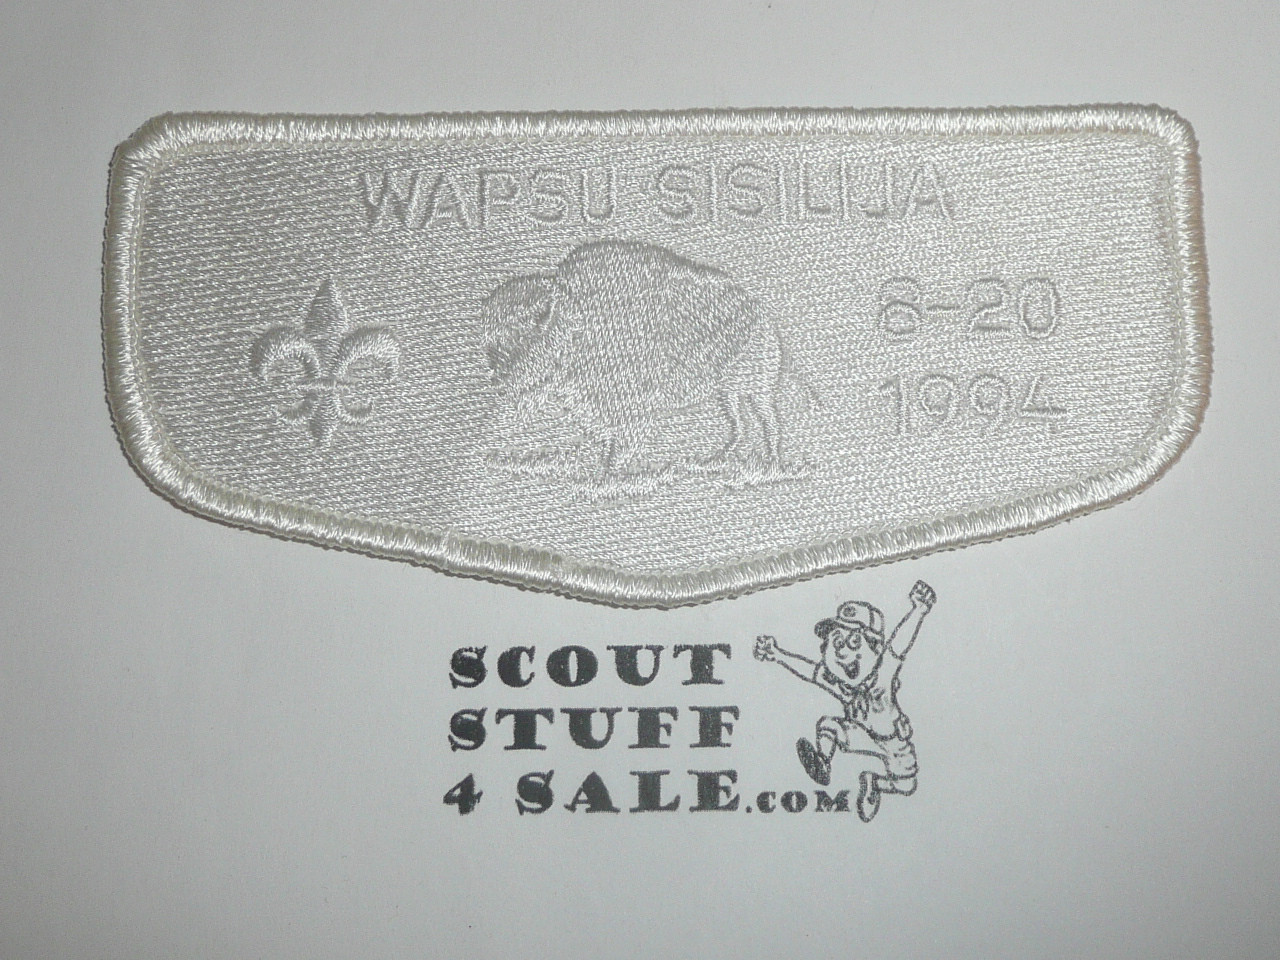 WAPSU SISILIJA
6-20
1994
SCOUT
STUFF
4 SALE.COM